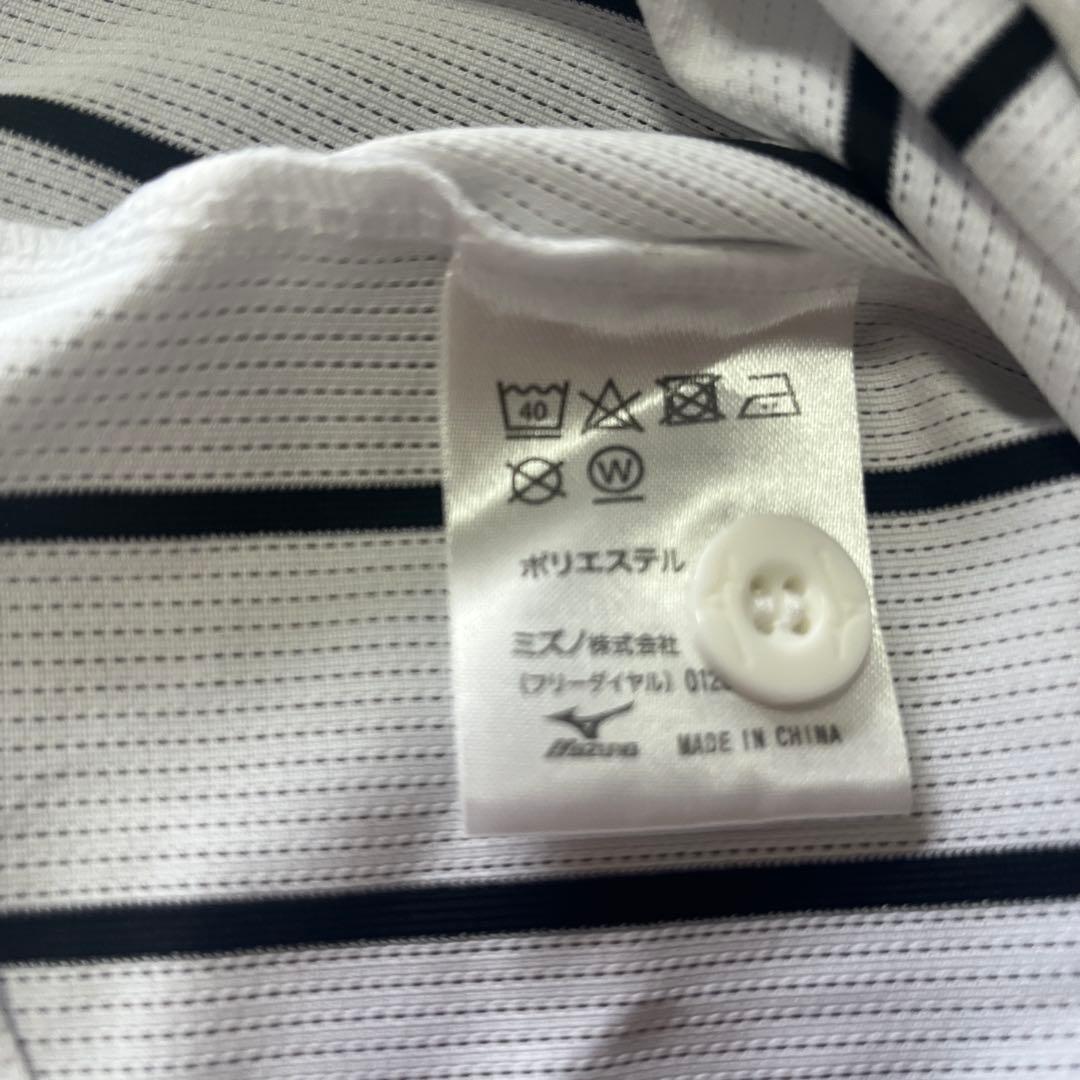 40
W
ポリエステル
ミズノ株式会社
(フリーダイヤル) 012
Mizuno MADE IN CHINA